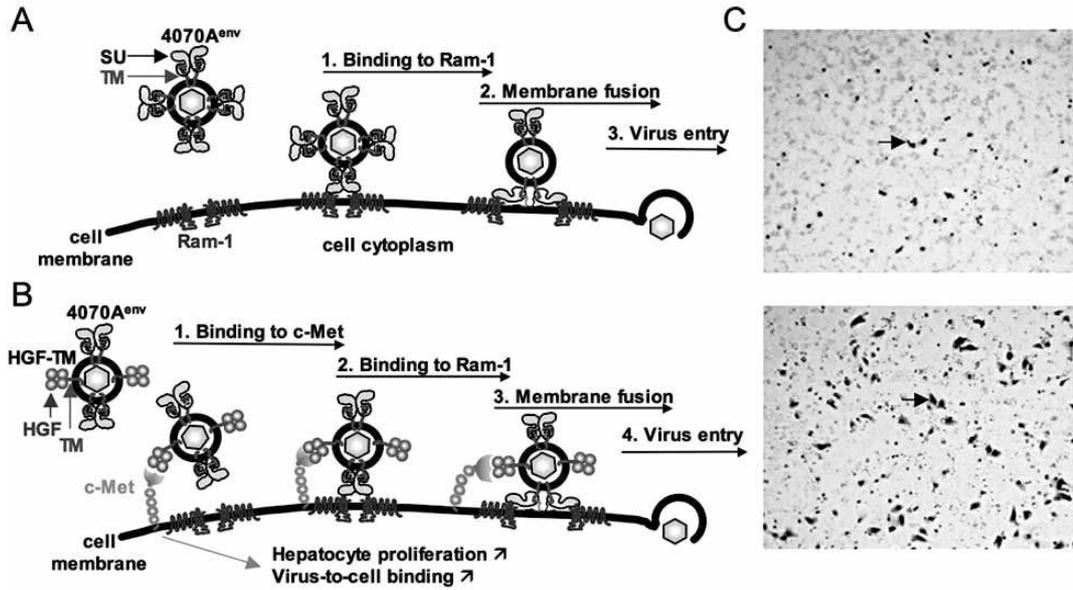 A
4070Aenv
SU
TM
1. Binding to Ram-1
2. Membrane fusion
3. Virus entry
cell
membrane
Ram-1
cell cytoplasm
C
B
4070Aenv
HGF-TM
HGF
TM
1. Binding to c-Met
2. Binding to Ram-1
3. Membrane fusion
4. Virus entry
c-Met
cell
membrane
Hepatocyte proliferation ↗
Virus-to-cell binding ↗